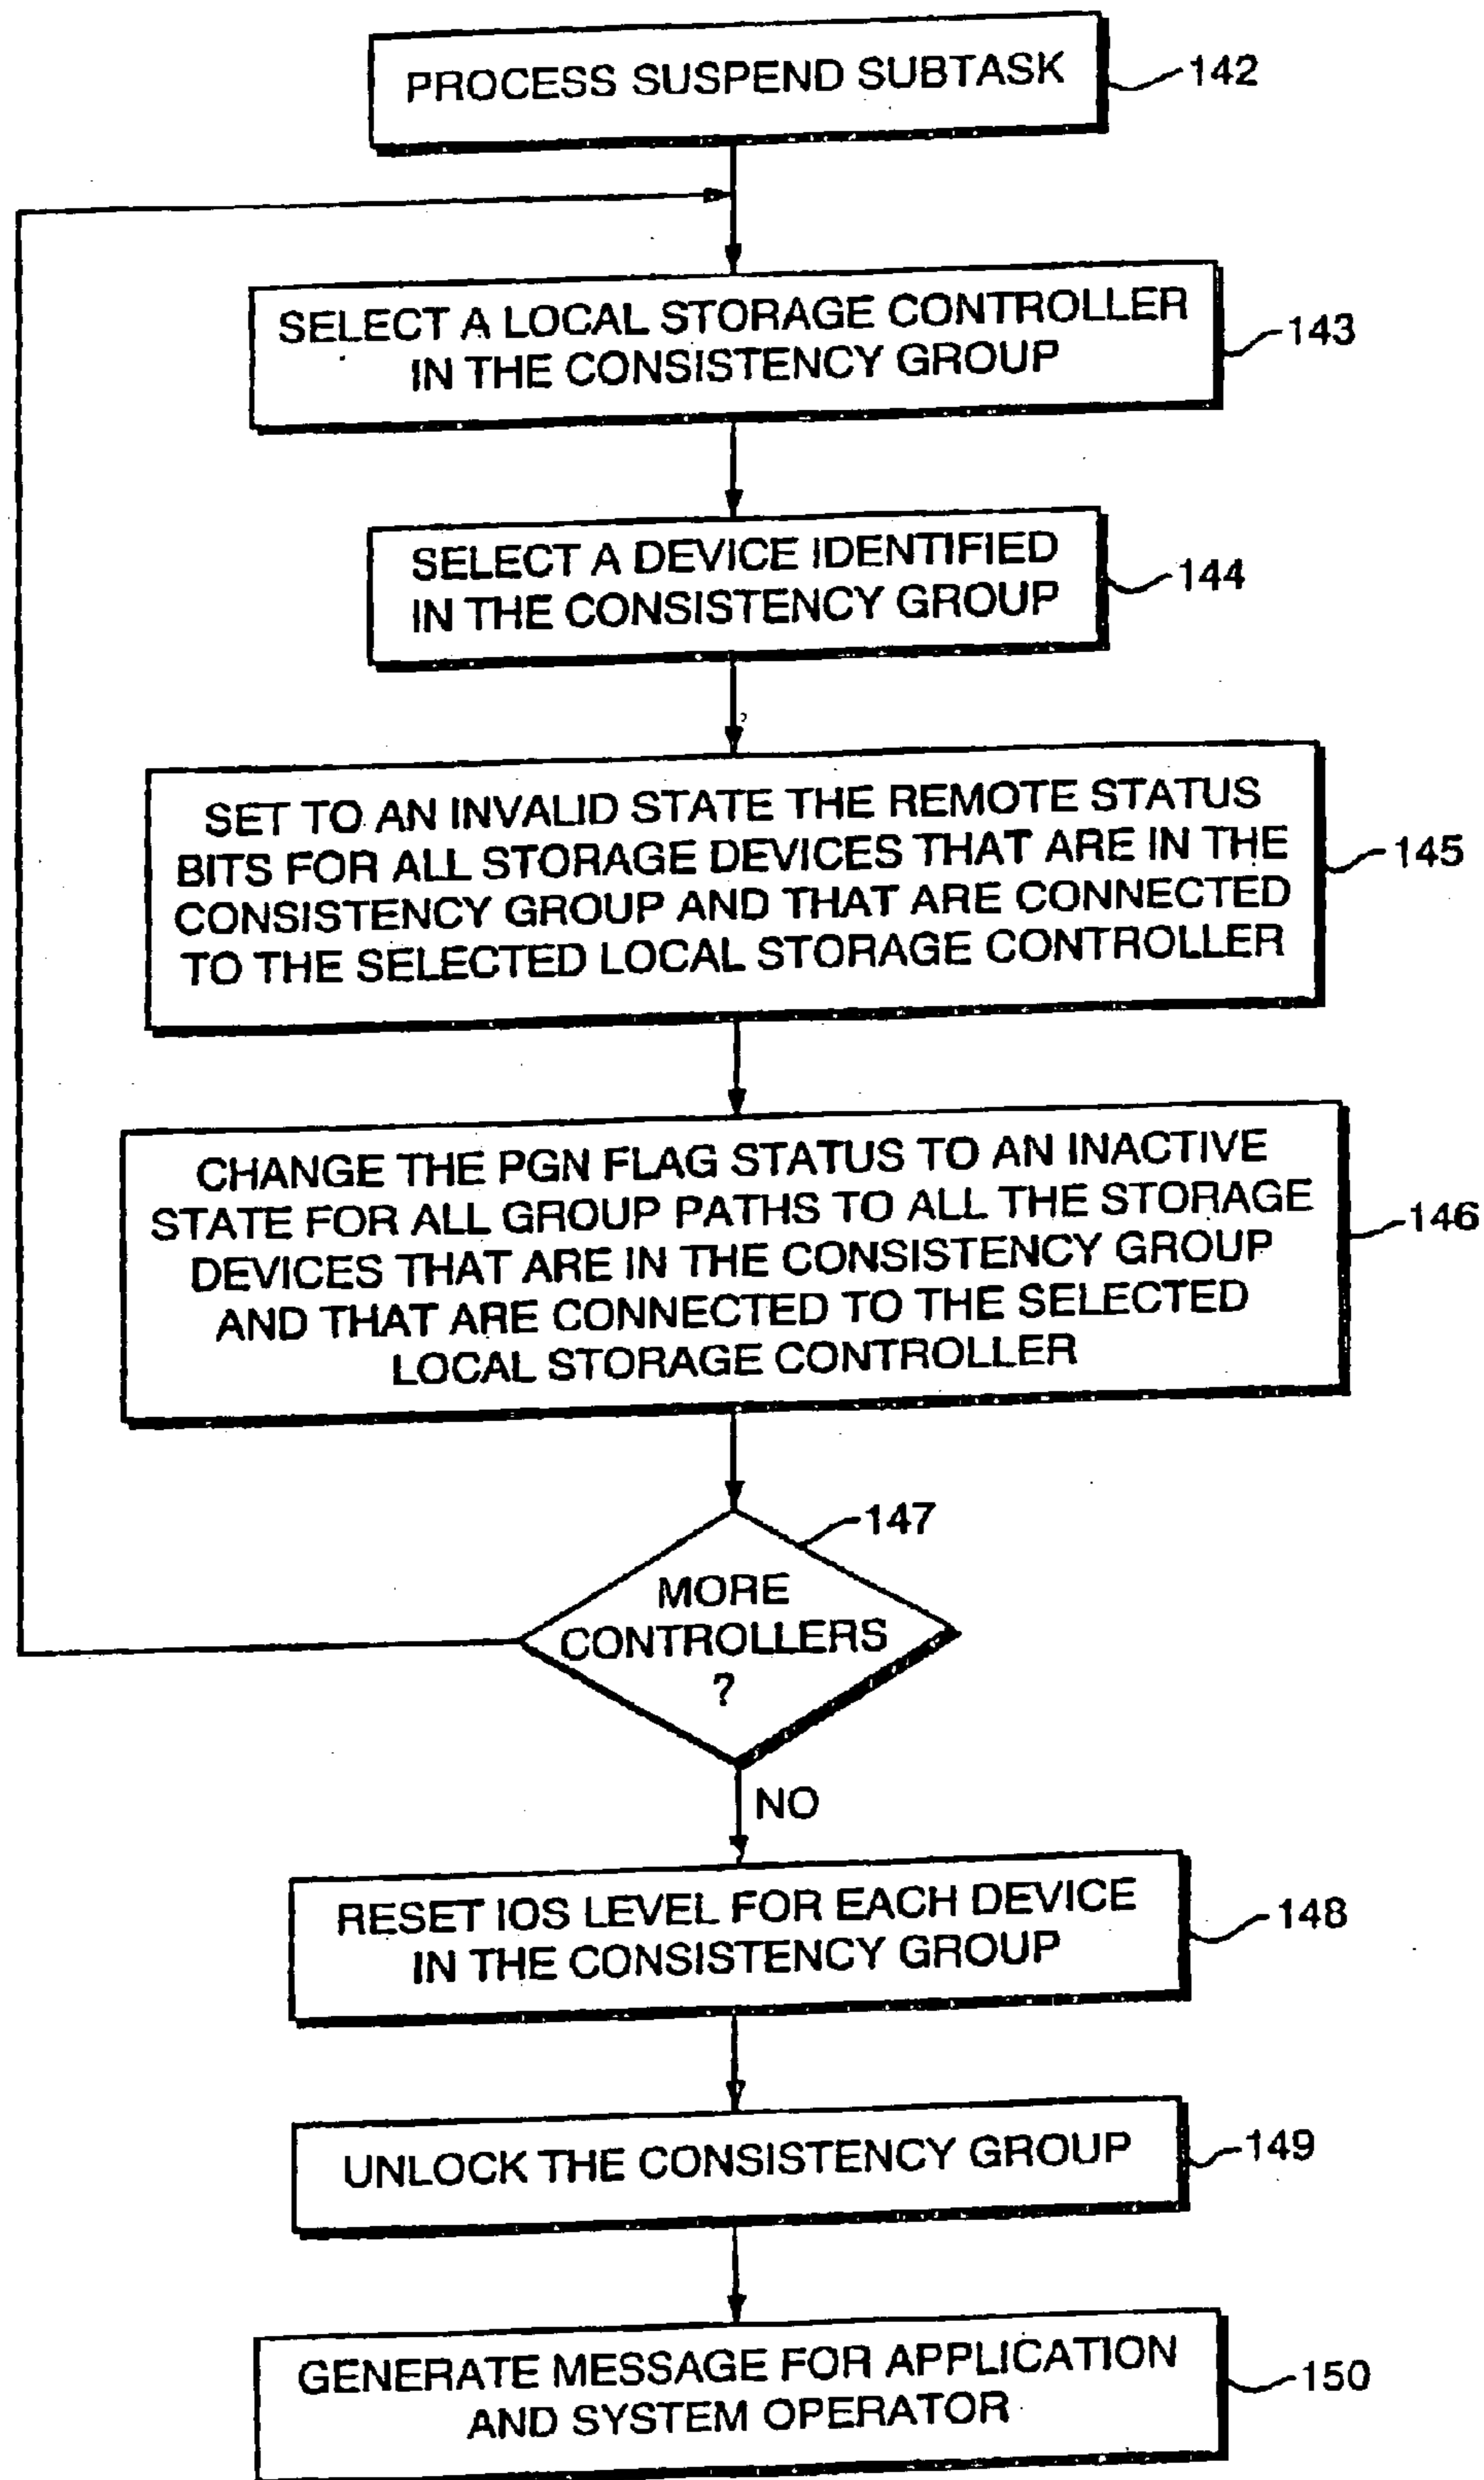 PROCESS SUSPEND SUBTASK
142
SELECT A LOCAL STORAGE CONTROLLER
IN THE CONSISTENCY GROUP
143
SELECT A DEVICE IDENTIFIED
IN THE CONSISTENCY GROUP
144
SET TO AN INVALID STATE THE REMOTE STATUS
BITS FOR ALL STORAGE DEVICES THAT ARE IN THE
CONSISTENCY GROUP AND THAT ARE CONNECTED
TO THE SELECTED LOCAL STORAGE CONTROLLER
145
CHANGE THE PGN FLAG STATUS TO AN INACTIVE
STATE FOR ALL GROUP PATHS TO ALL THE STORAGE
DEVICES THAT ARE IN THE CONSISTENCY GROUP
AND THAT ARE CONNECTED TO THE SELECTED
LOCAL STORAGE CONTROLLER
146
147
MORE
CONTROLLERS
?
NO
RESET IOS LEVEL FOR EACH DEVICE
IN THE CONSISTENCY GROUP
148
UNLOCK THE CONSISTENCY GROUP
149
GENERATE MESSAGE FOR APPLICATION
AND SYSTEM OPERATOR
150